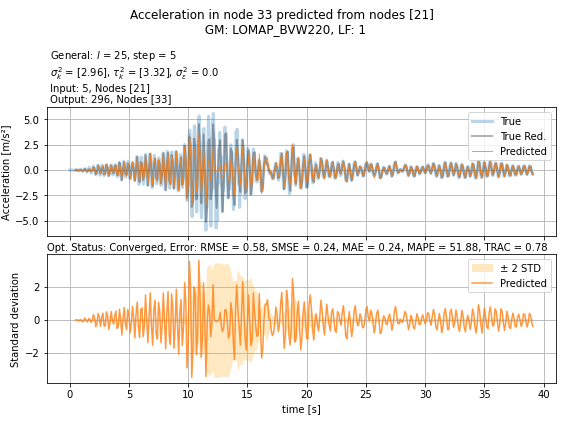 Acceleration in node 33 predicted from nodes [21]
GM: LOMAP_BVW220, LF: 1
General: l = 25, step = 5
σ²ₖ = [2.96], τ²ₖ = [3.32], σ²ε = 0.0
Input: 5, Nodes [21]
Output: 296, Nodes [33]
Acceleration [m/s²]
5.0
2.5
0.0
−2.5
−5.0
True
True Red.
Predicted
Opt. Status: Converged, Error: RMSE = 0.58, SMSE = 0.24, MAE = 0.24, MAPE = 51.88, TRAC = 0.78
Standard deviation
2
0
−2
± 2 STD
Predicted
0 5 10 15 20 25 30 35 40
time [s]